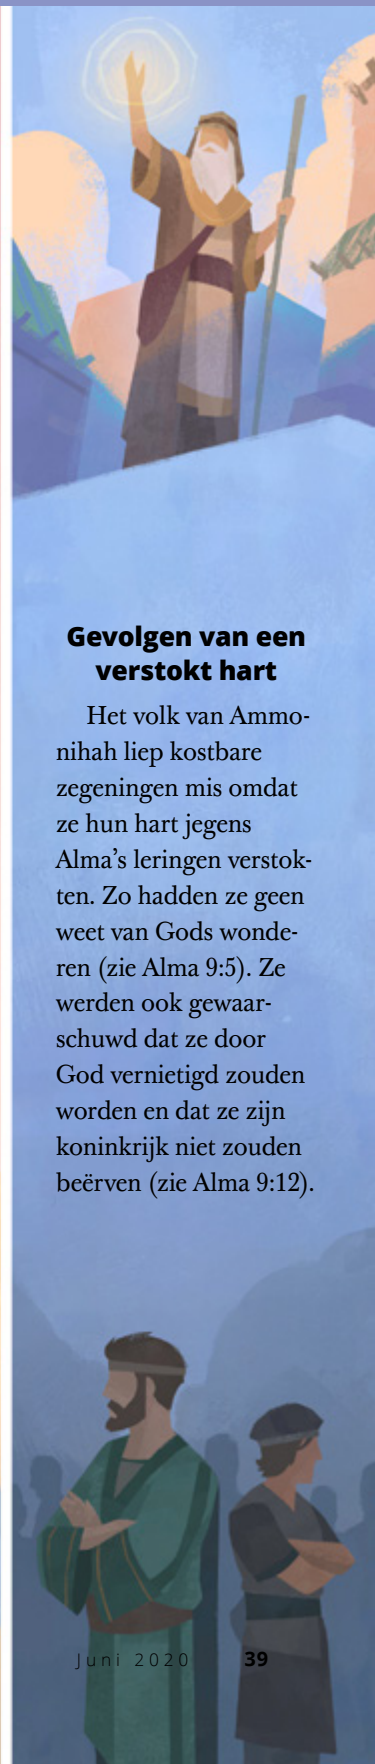 Gevolgen van een
verstokt hart
Het volk van Ammo-
nihah liep kostbare
zegeningen mis omdat
ze hun hart jegens
Alma’s leringen verstok-
ten. Zo hadden ze geen
weet van Gods wonde-
ren (zie Alma 9:5). Ze
werden ook gewaar-
schuwd dat ze door
God vernietigd zouden
worden en dat ze zijn
koninkrijk niet zouden
beërven (zie Alma 9:12).
Juni 2020 39